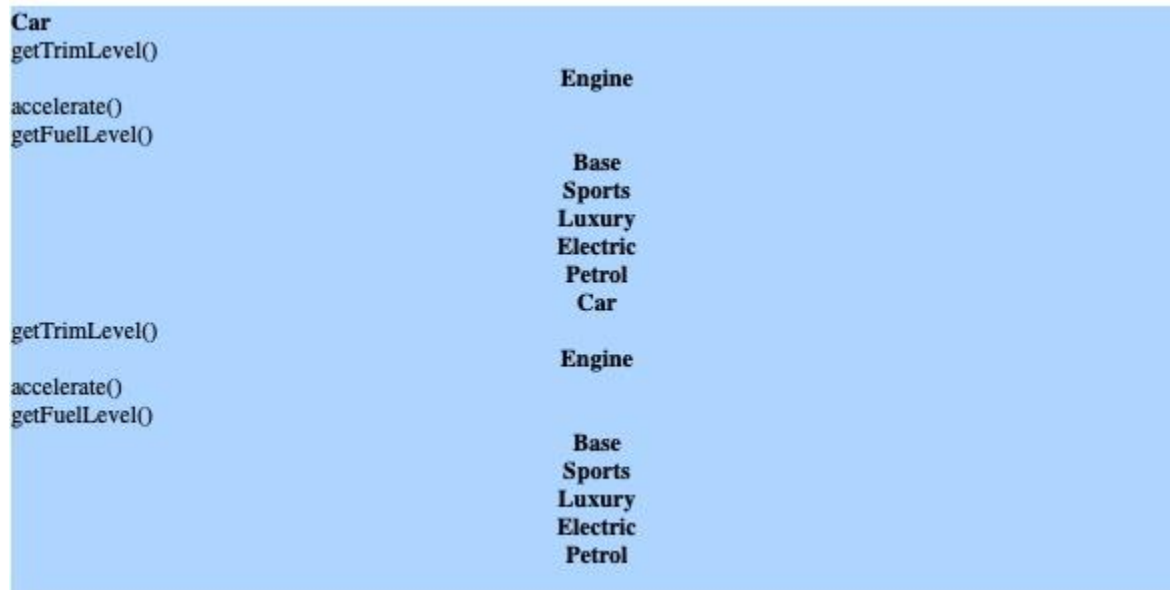 Car
getTrimLevel()
Engine
accelerate()
getFuelLevel()
Base
Sports
Luxury
Electric
Petrol
Car
getTrimLevel()
Engine
accelerate()
getFuelLevel()
Base
Sports
Luxury
Electric
Petrol